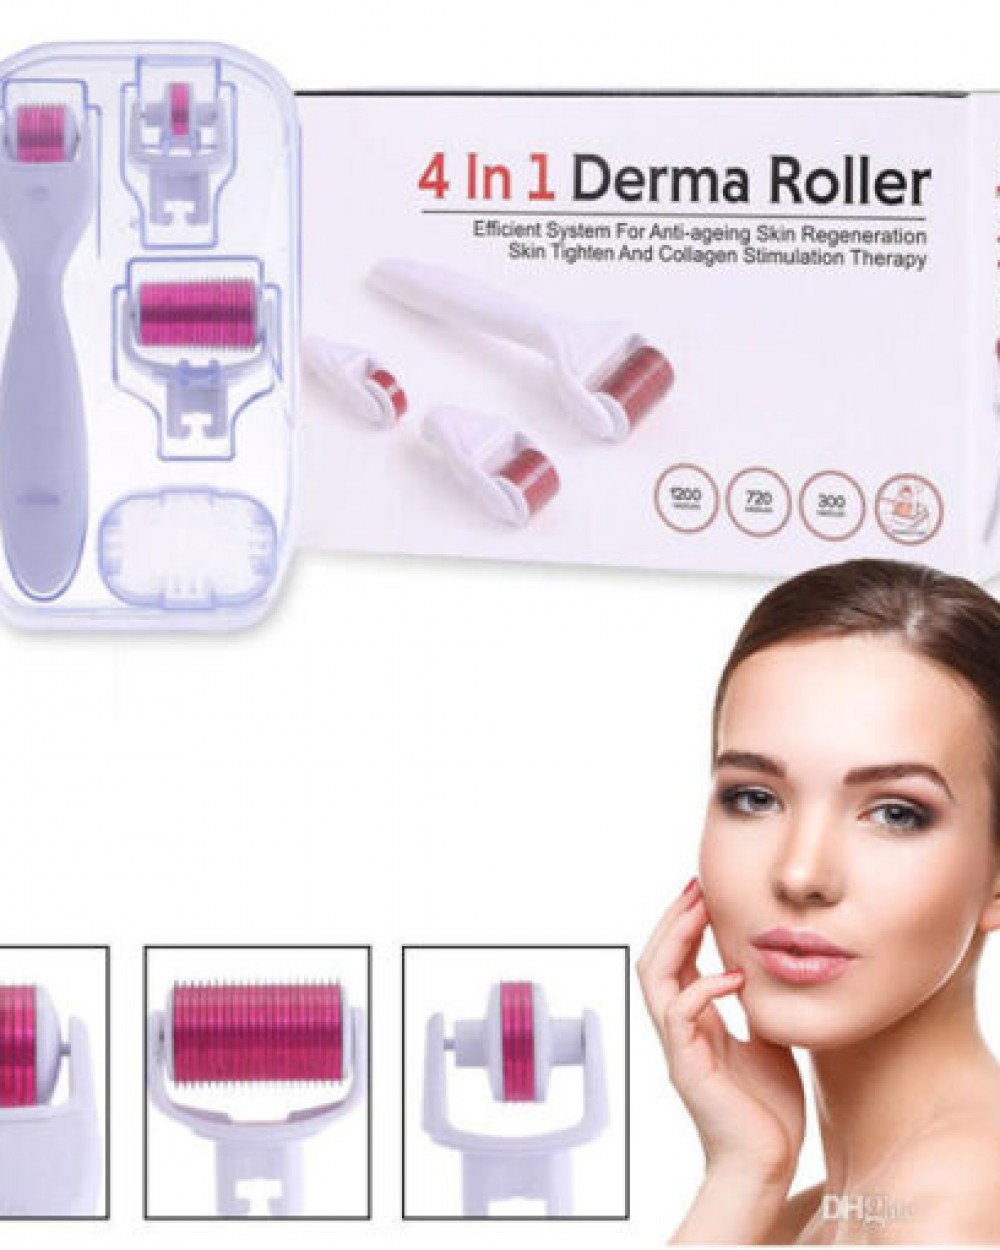 4 In 1 Derma Roller
Efficient System For Anti-ageing Skin Regeneration
Skin Tighten And Collagen Stimulation Therapy
1200
720
300
DHgate